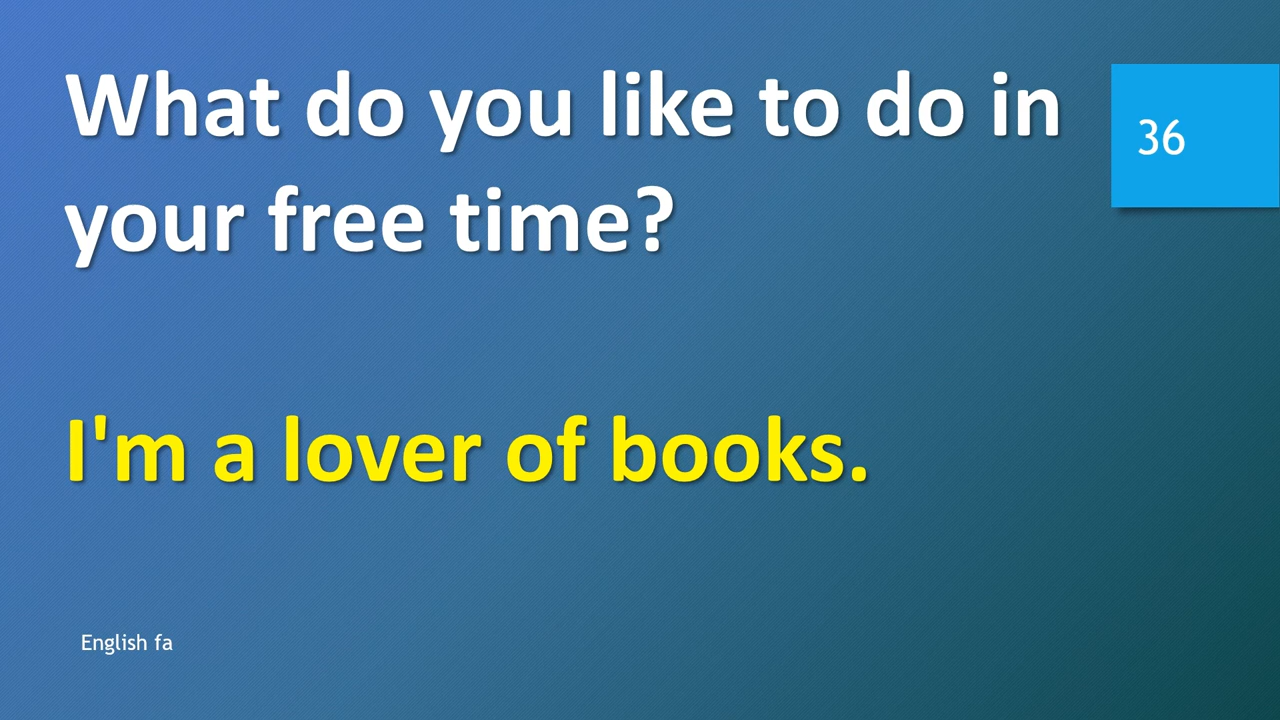 What do you like to do in
your free time?
36
I'm a lover of books.
English fa